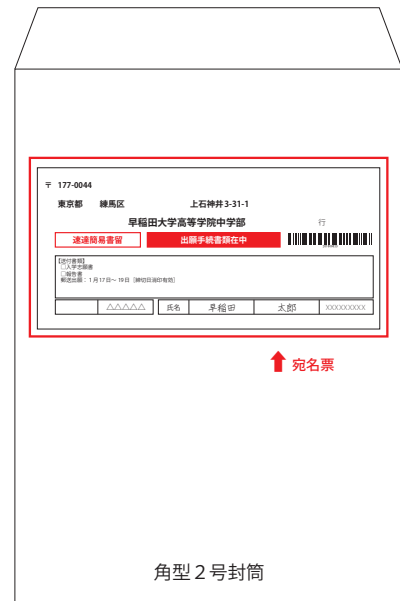 〒 177-0044
東京都 練馬区 上石神井3-31-1
早稲田大学高等学院中学部 行
速達簡易書留 出願手続書類在中
【送付書類】
□入学志願書
□報告書
郵送出願：1月17日～19日［締切日消印有効］
△△△△△ 氏名 早稲田 太郎 XXXXXXXXX
宛名票
角型２号封筒